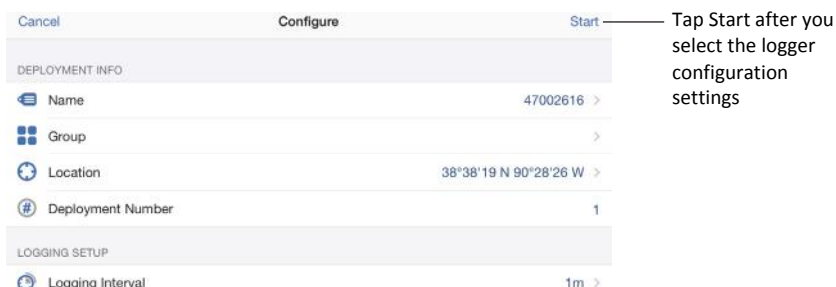 Cancel Configure Start
Tap Start after you
select the logger
configuration
settings
DEPLOYMENT INFO
Name 47002616 >
Group >
Location 38°38'19 N 90°28'26 W >
# Deployment Number 1
LOGGING SETUP
Logging Interval 1m >